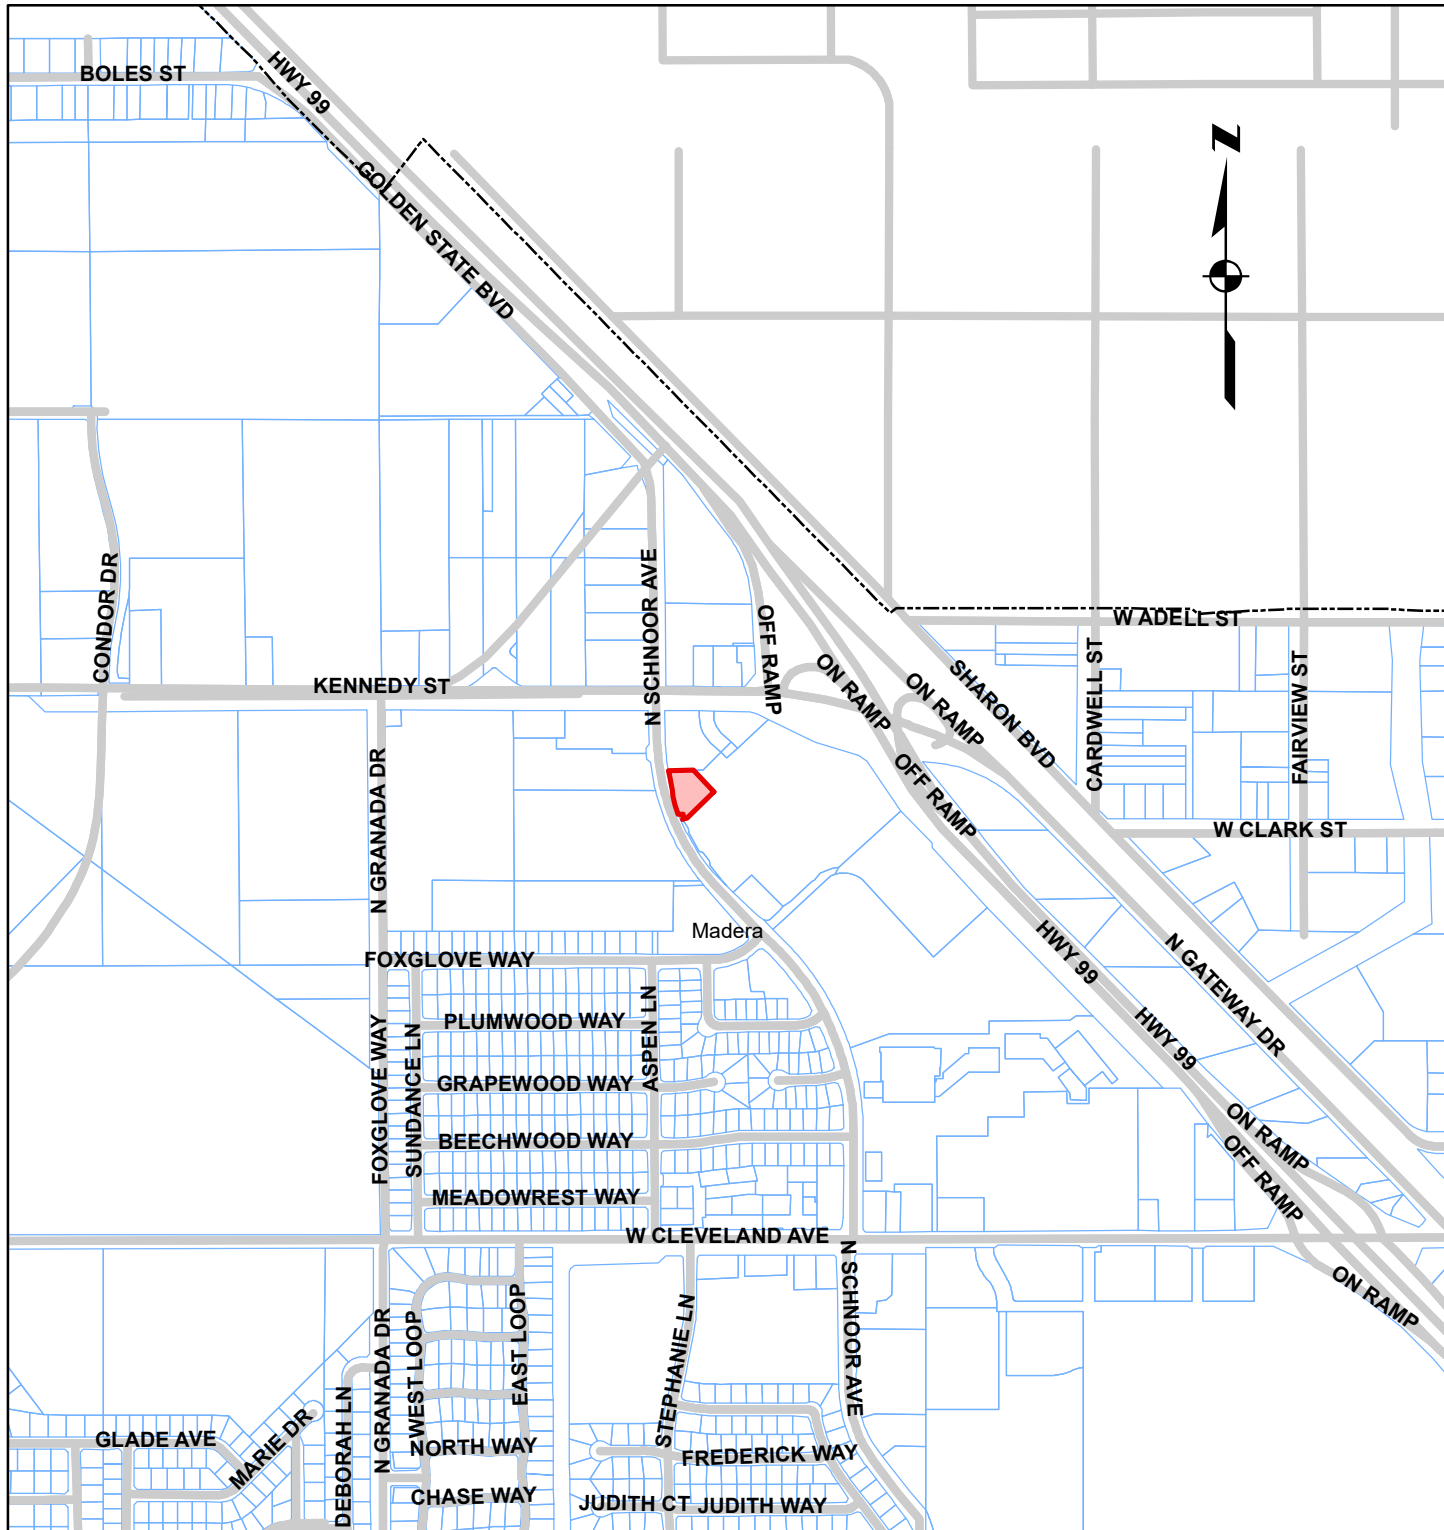 BOLES ST
HWY 99
Z
GOLDEN STATE BVD
CONDOR DR
N SCHNOOR AVE
OFF RAMP
W ADELL ST
KENNEDY ST
ON RAMP
ON RAMP
SHARON BVD
CARDWELL ST
FAIRVIEW ST
N GRANADA DR
OFF RAMP
W CLARK ST
Madera
FOXGLOVE WAY
HWY 99
N GATEWAY DR
PLUMWOOD WAY
ASPEN LN
FOXGLOVE WAY
SUNDANCE LN
HWY 99
GRAPEWOOD WAY
BEECHWOOD WAY
ON RAMP
OFF RAMP
MEADOWREST WAY
W CLEVELAND AVE
N SCHNOOR AVE
ON RAMP
N GRANADA DR
WEST LOOP
EAST LOOP
STEPHANIE LN
DEBORAH LN
GLADE AVE
MARIE DR
NORTH WAY
FREDERICK WAY
CHASE WAY
JUDITH CT
JUDITH WAY